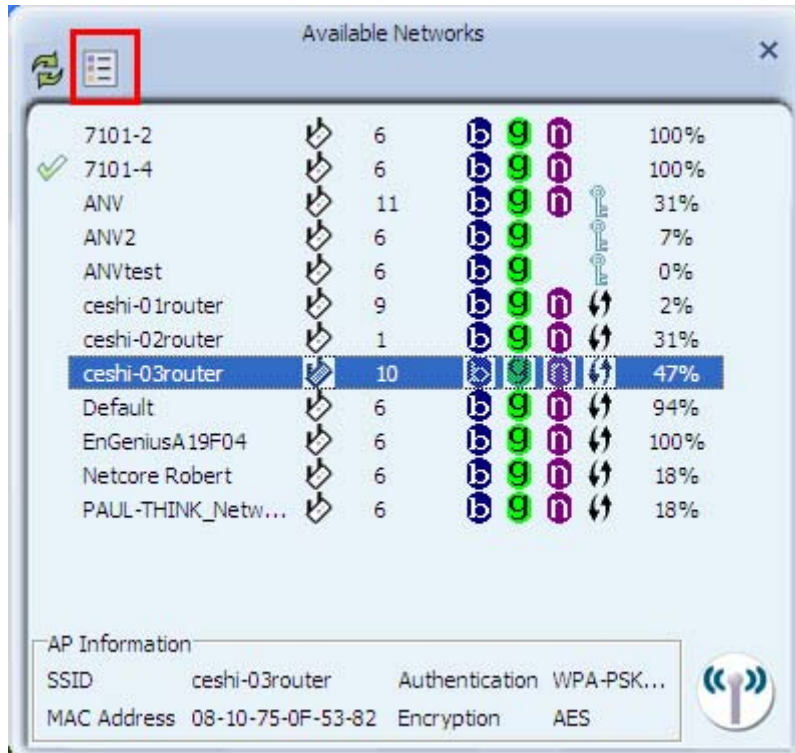 Available Networks
7101-2 6 b g n 100%
7101-4 6 b g n 100%
ANV 11 b g n 31%
ANV2 6 b g 7%
ANVtest 6 b g 0%
ceshi-01router 9 b g n 2%
ceshi-02router 1 b g n 31%
ceshi-03router 10 b g n 47%
Default 6 b g n 94%
EnGeniusA19F04 6 b g n 100%
Netcore Robert 6 b g n 18%
PAUL-THINK_Netw... 6 b g n 18%
AP Information
SSID ceshi-03router Authentication WPA-PSK...
MAC Address 08-10-75-0F-53-82 Encryption AES